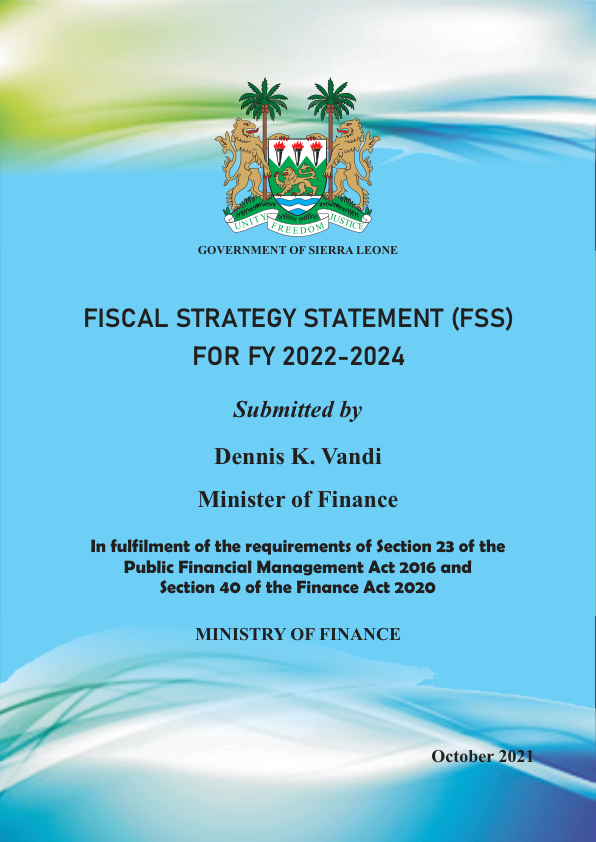 UNITY FREEDOM JUSTICE
GOVERNMENT OF SIERRA LEONE
FISCAL STRATEGY STATEMENT (FSS)
FOR FY 2022-2024
Submitted by
Dennis K. Vandi
Minister of Finance
In fulfilment of the requirements of Section 23 of the
Public Financial Management Act 2016 and
Section 40 of the Finance Act 2020
MINISTRY OF FINANCE
October 2021